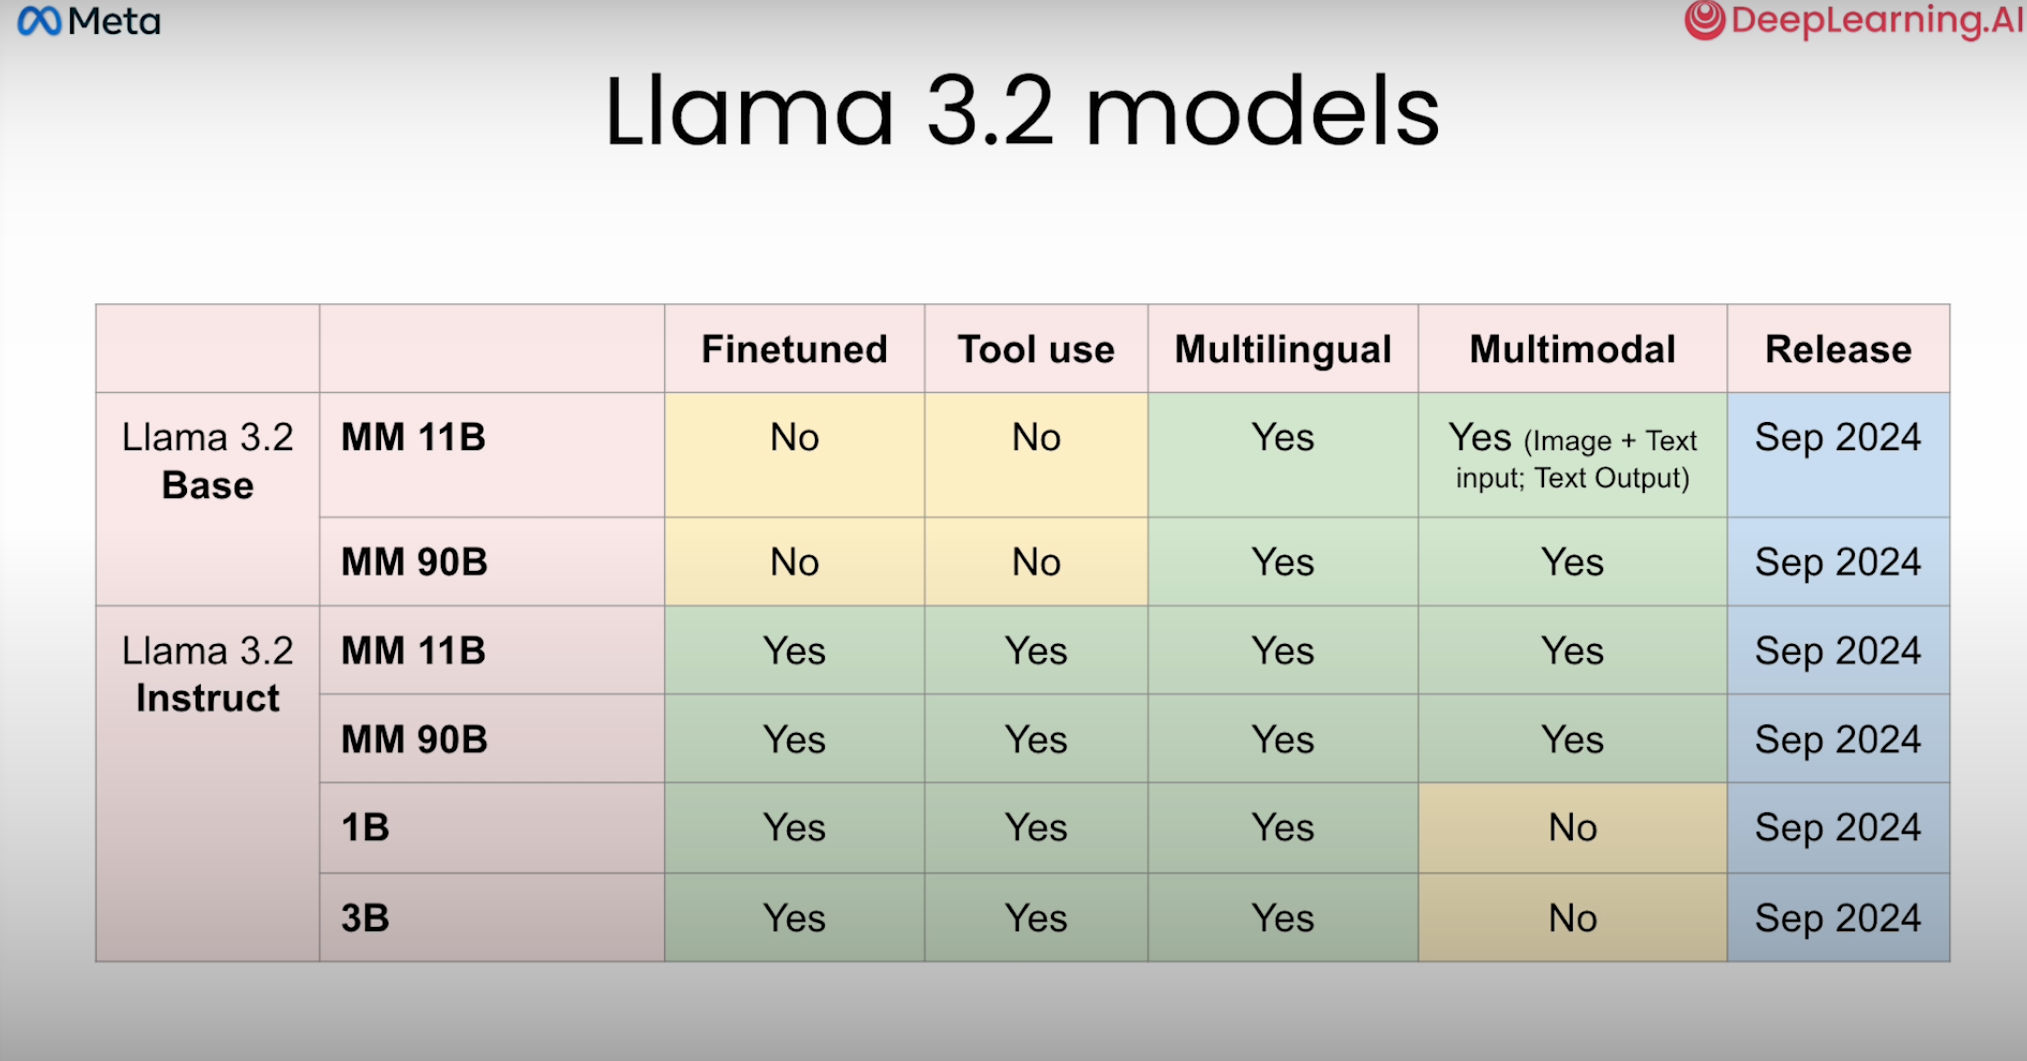 Meta
DeepLearning.AI
Llama 3.2 models
Finetuned Tool use Multilingual Multimodal Release
Llama 3.2 MM 11B No No Yes Yes (Image + Text Sep 2024
Base input; Text Output)
MM 90B No No Yes Yes Sep 2024
Llama 3.2 MM 11B Yes Yes Yes Yes Sep 2024
Instruct
MM 90B Yes Yes Yes Yes Sep 2024
1B Yes Yes Yes No Sep 2024
3B Yes Yes Yes No Sep 2024